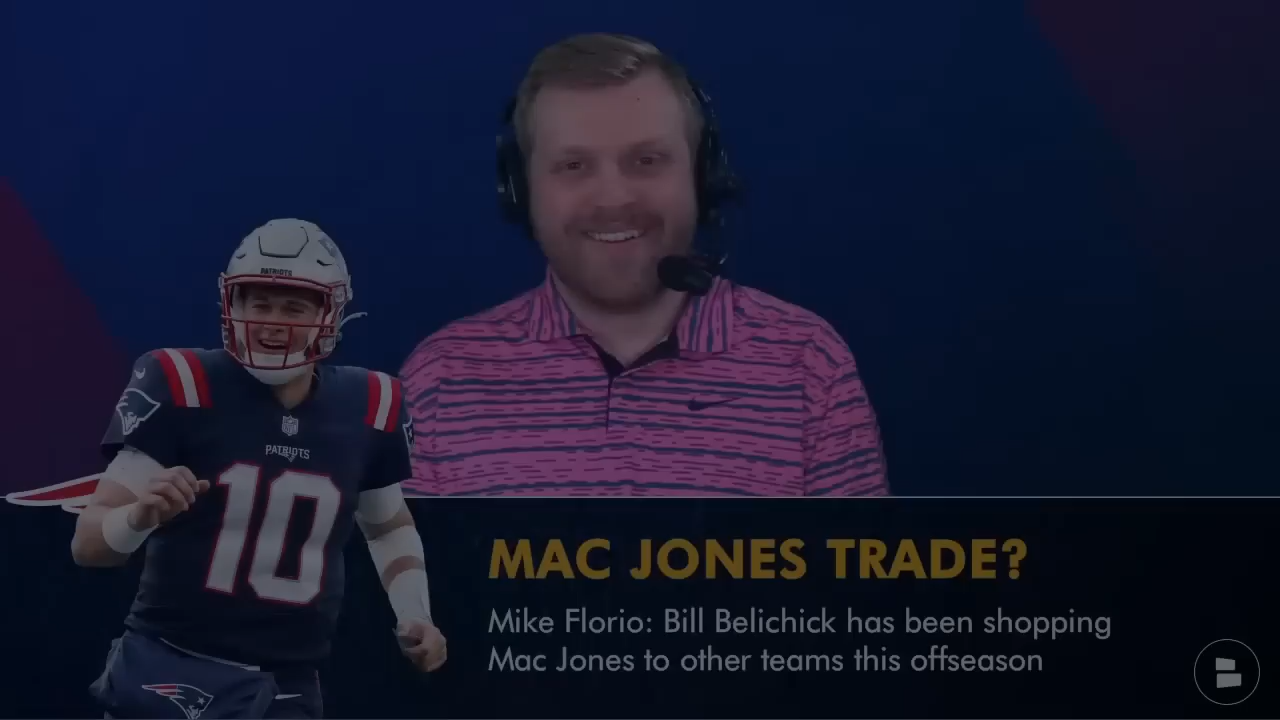 PATRIOTS
PATRIOTS
10
MAC JONES TRADE?
Mike Florio: Bill Belichick has been shopping
Mac Jones to other teams this offseason